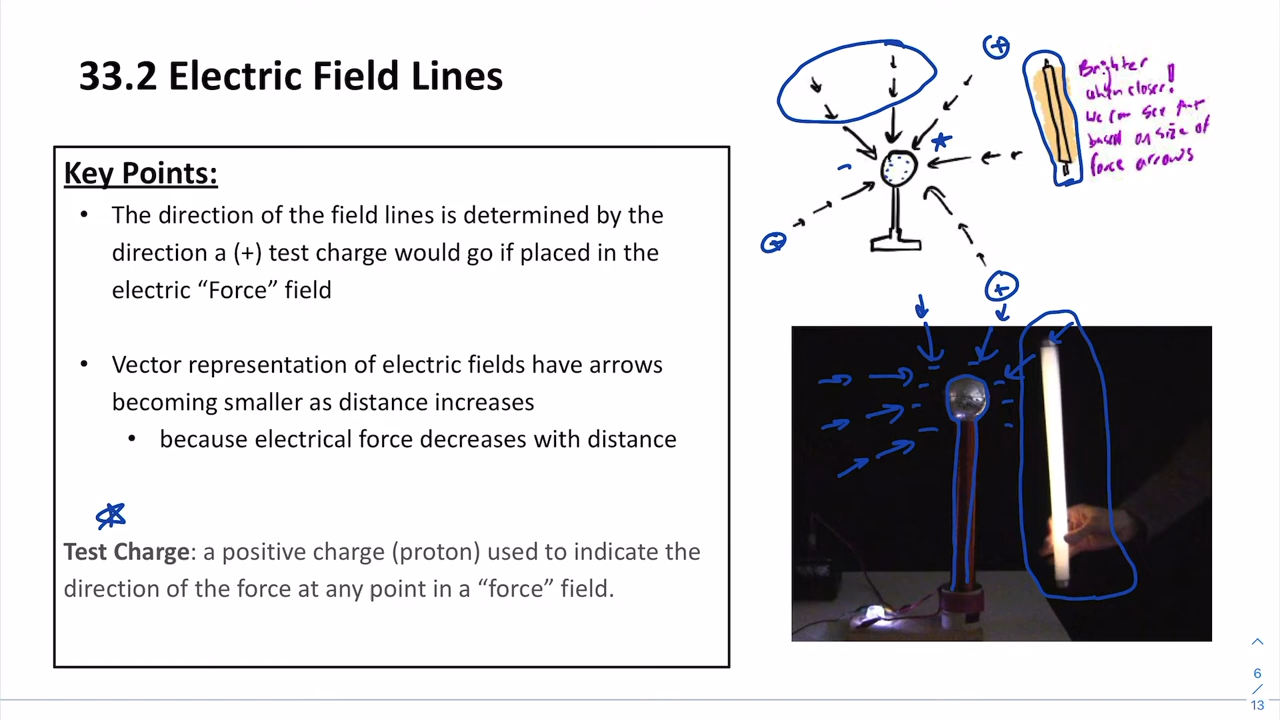 33.2 Electric Field Lines
Key Points:
• The direction of the field lines is determined by the
direction a (+) test charge would go if placed in the
electric “Force” field
• Vector representation of electric fields have arrows
becoming smaller as distance increases
• because electrical force decreases with distance
Test Charge: a positive charge (proton) used to indicate the
direction of the force at any point in a “force” field.
+
Brighter
when closer!
We can see that
based on size of
force arrows
-
+
+
6
/
13